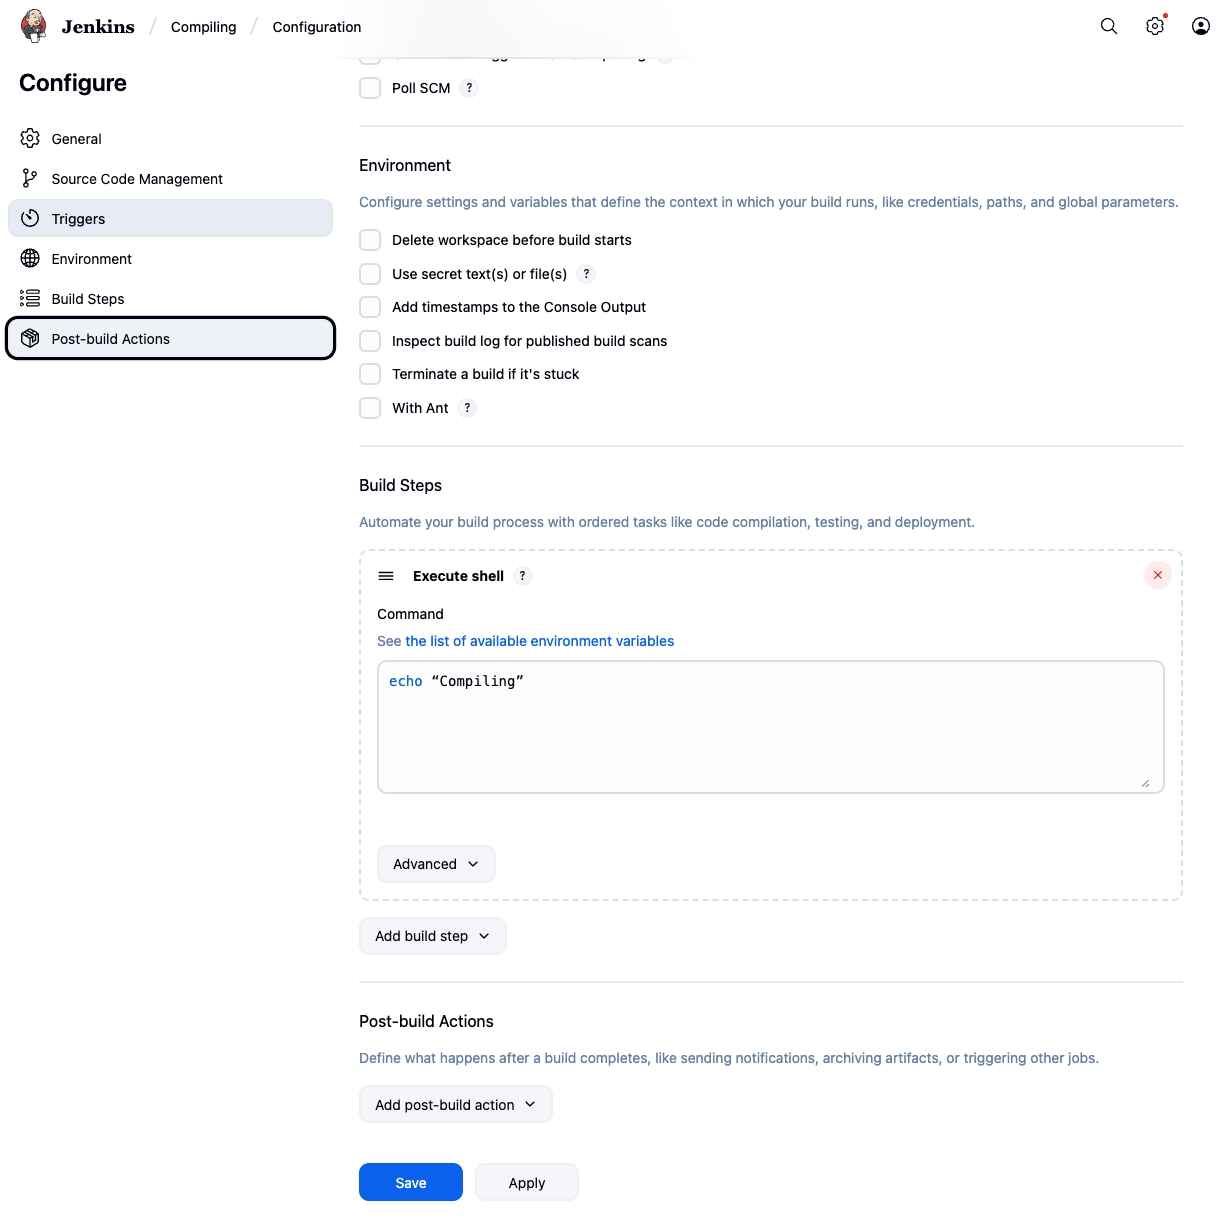 Jenkins / Compiling / Configuration
Configure
General
Source Code Management
Triggers
Environment
Build Steps
Post-build Actions
Poll SCM ?
Environment
Configure settings and variables that define the context in which your build runs, like credentials, paths, and global parameters.
Delete workspace before build starts
Use secret text(s) or file(s) ?
Add timestamps to the Console Output
Inspect build log for published build scans
Terminate a build if it's stuck
With Ant ?
Build Steps
Automate your build process with ordered tasks like code compilation, testing, and deployment.
Execute shell ?
Command
See the list of available environment variables
echo “Compiling”
Advanced
Add build step
Post-build Actions
Define what happens after a build completes, like sending notifications, archiving artifacts, or triggering other jobs.
Add post-build action
Save
Apply